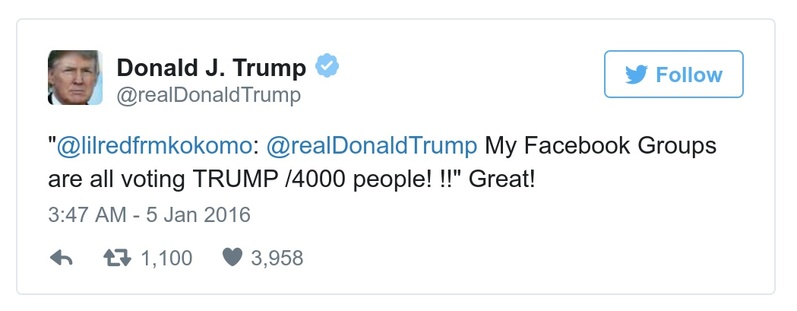 Donald J. Trump
@realDonaldTrump
Follow
"@lilredfrmkokomo: @realDonaldTrump My Facebook Groups
are all voting TRUMP /4000 people! !!" Great!
3:47 AM - 5 Jan 2016
1,100 3,958